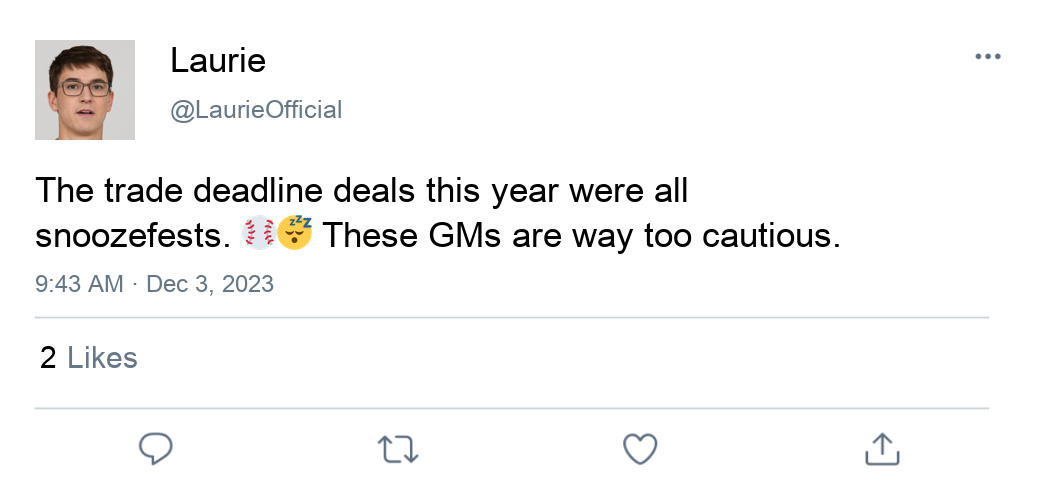 Laurie
@LaurieOfficial
The trade deadline deals this year were all
snoozefests. ⚾😴 These GMs are way too cautious.
9:43 AM · Dec 3, 2023
2 Likes